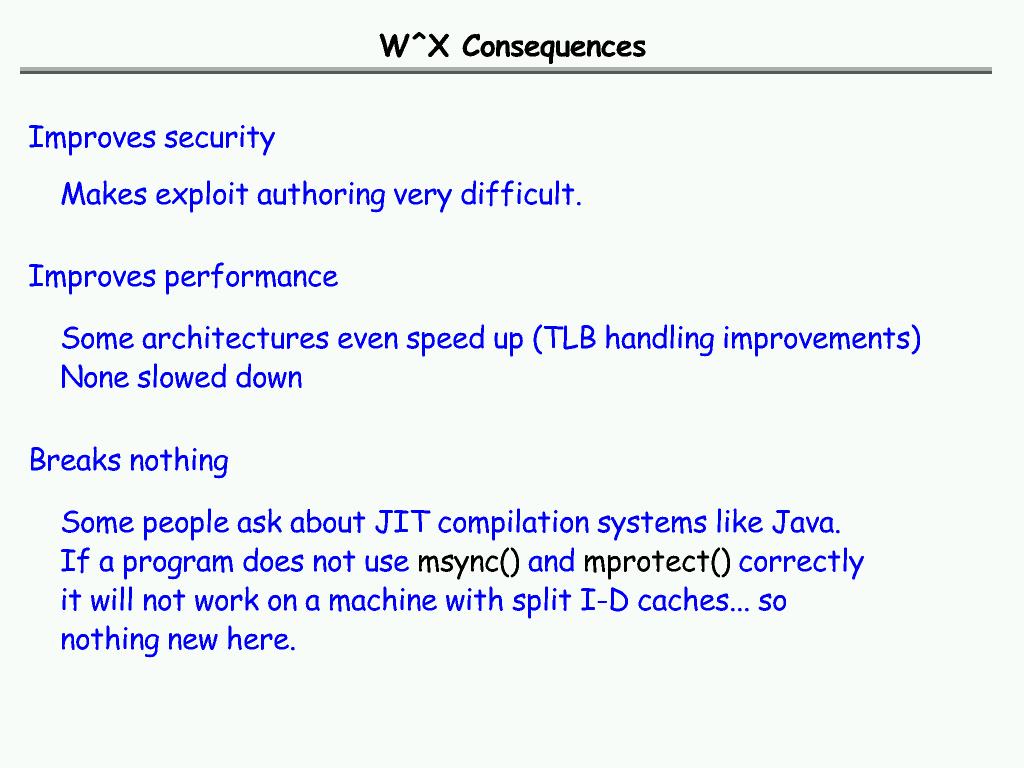 W^X Consequences
Improves security
Makes exploit authoring very difficult.
Improves performance
Some architectures even speed up (TLB handling improvements)
None slowed down
Breaks nothing
Some people ask about JIT compilation systems like Java.
If a program does not use msync() and mprotect() correctly
it will not work on a machine with split I-D caches... so
nothing new here.